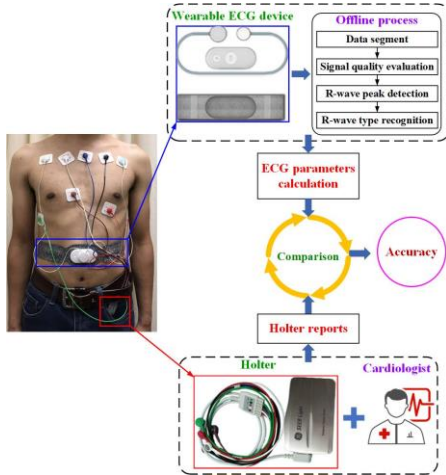 Wearable ECG device
Offline process
Data segment
Signal quality evaluation
R-wave peak detection
R-wave type recognition
ECG parameters
calculation
Comparison
Accuracy
Holter reports
Holter
Cardiologist